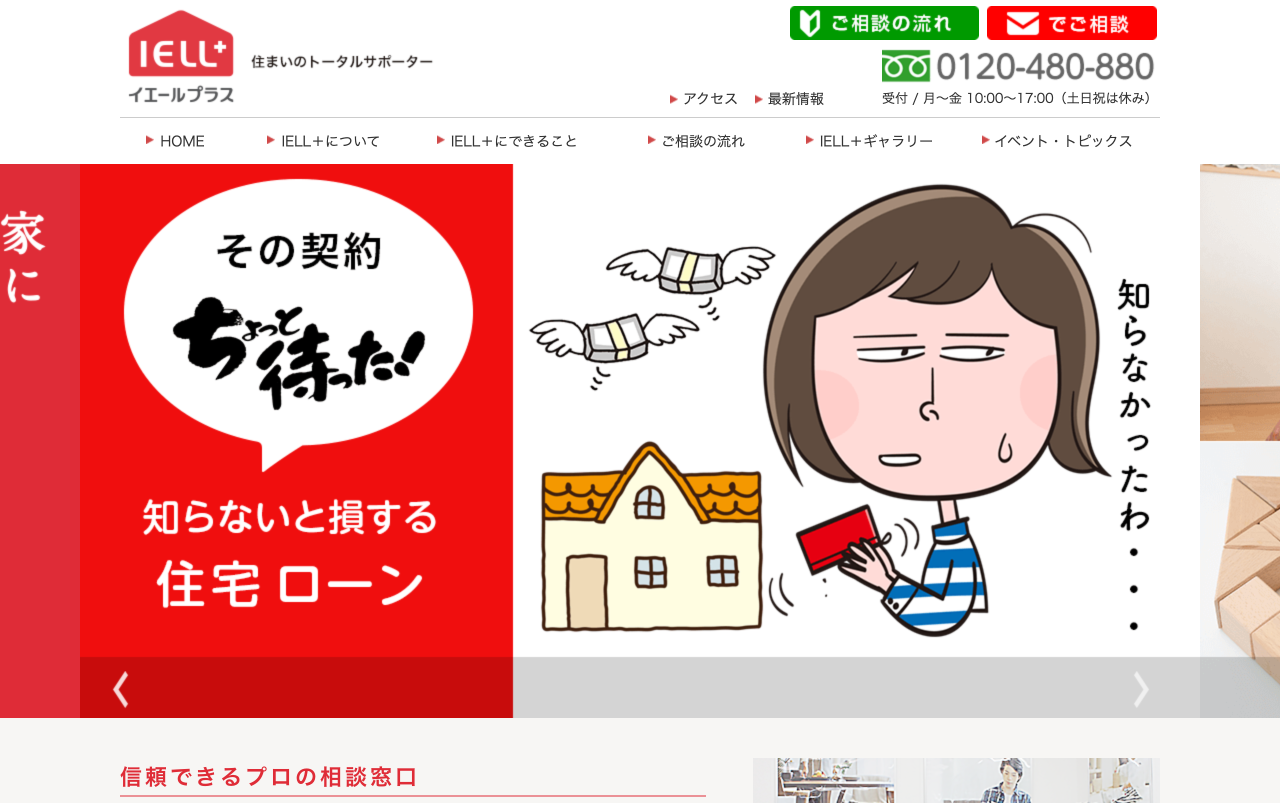 IELL+
イエールプラス
住まいのトータルサポーター
ご相談の流れ
でご相談
0120-480-880
受付 / 月〜金 10:00〜17:00（土日祝は休み）
アクセス
最新情報
HOME
IELL＋について
IELL＋にできること
ご相談の流れ
IELL＋ギャラリー
イベント・トピックス
家
に
その契約
ちょっと
待った!
知らないと損する
住宅 ローン
知らなかったわ・・・
信頼できるプロの相談窓口